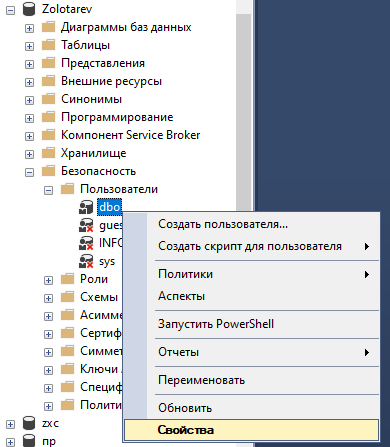 Zolotarev
Диаграммы баз данных
Таблицы
Представления
Внешние ресурсы
Синонимы
Программирование
Компонент Service Broker
Хранилище
Безопасность
Пользователи
dbo
gues
INFO
sys
Роли
Схемы
Асимме
Сертиф
Симмет
Ключи
Специф
Полити
zxc
пр
Создать пользователя...
Создать скрипт для пользователя
Политики
Аспекты
Запустить PowerShell
Отчеты
Переименовать
Обновить
Свойства